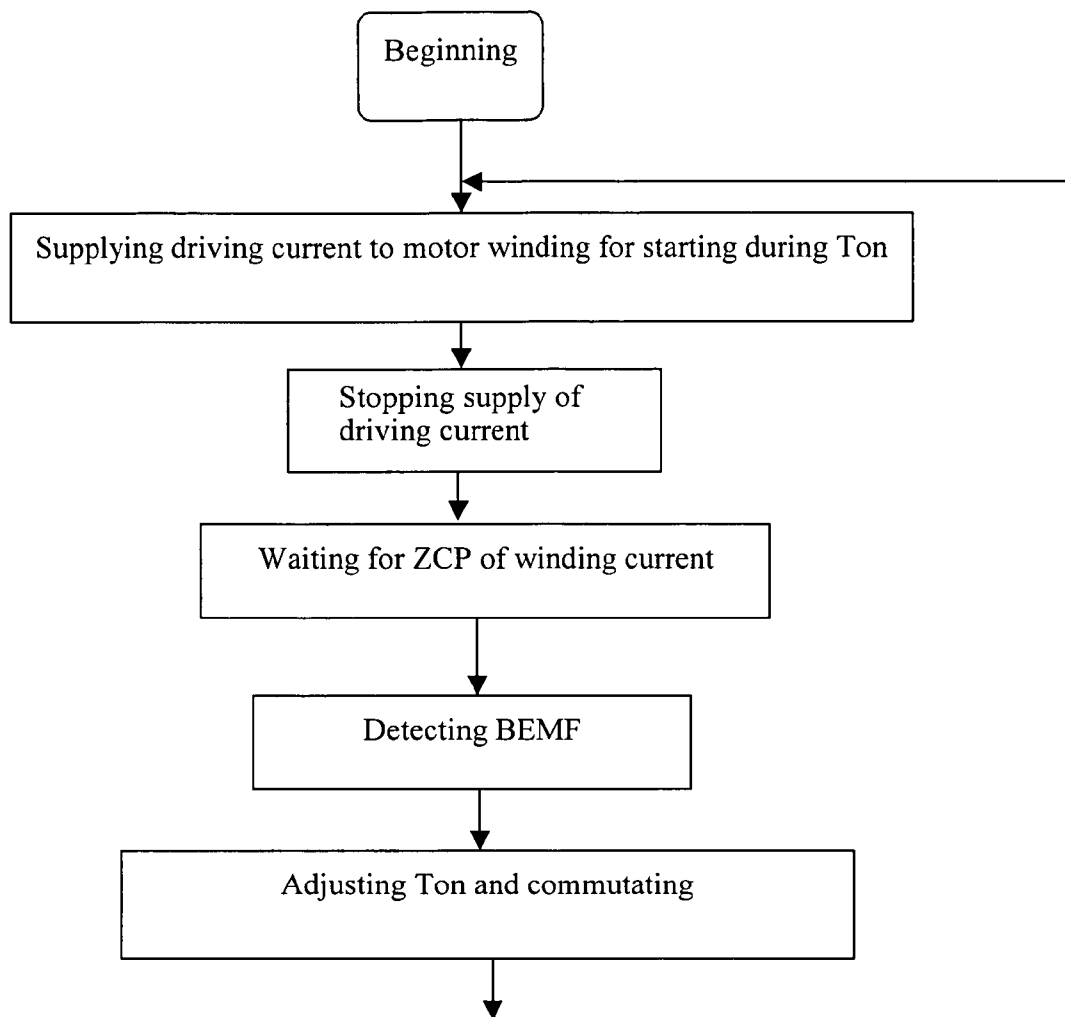 Beginning
Supplying driving current to motor winding for starting during Ton
Stopping supply of
driving current
Waiting for ZCP of winding current
Detecting BEMF
Adjusting Ton and commutating